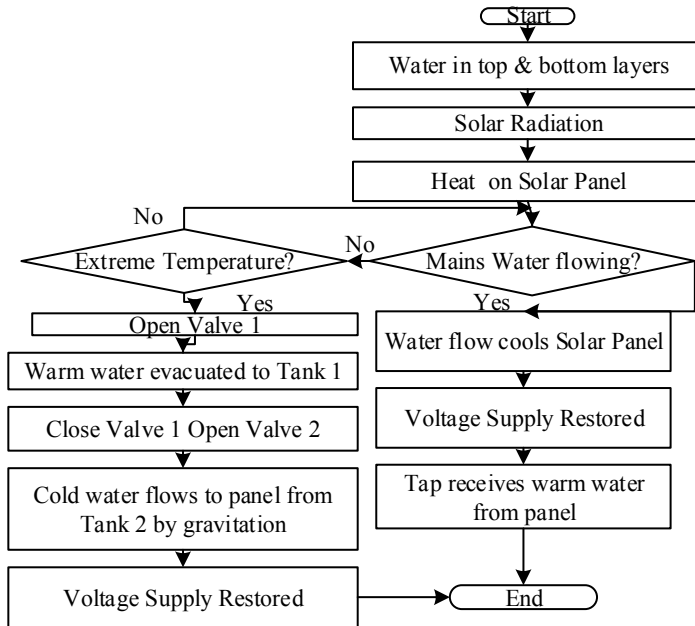 Start
Water in top & bottom layers
Solar Radiation
Heat on Solar Panel
No
No
Extreme Temperature?
Mains Water flowing?
Yes
Yes
Open Valve 1
Water flow cools Solar Panel
Warm water evacuated to Tank 1
Voltage Supply Restored
Close Valve 1 Open Valve 2
Tap receives warm water
from panel
Cold water flows to panel from
Tank 2 by gravitation
Voltage Supply Restored
End